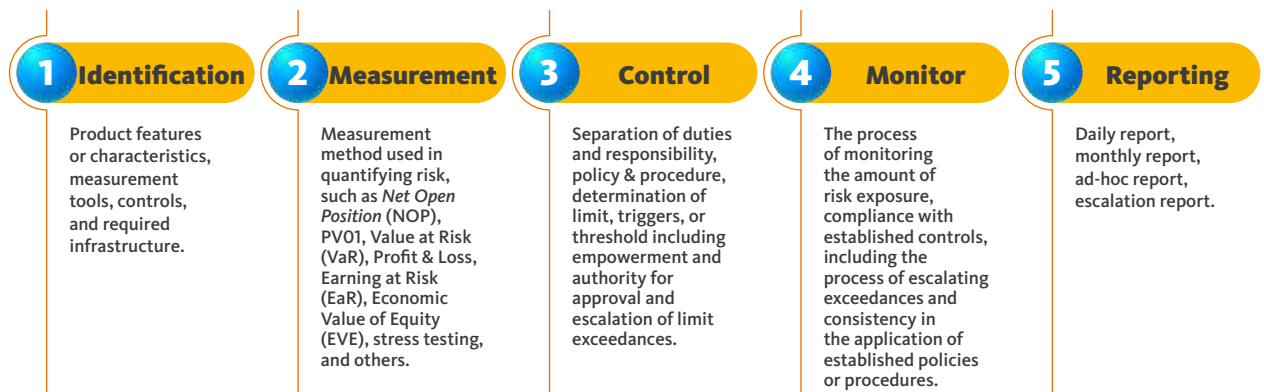 1 Identification
Product features
or characteristics,
measurement
tools, controls,
and required
infrastructure.
2 Measurement
Measurement
method used in
quantifying risk,
such as Net Open
Position (NOP),
PV01, Value at Risk
(VaR), Profit & Loss,
Earning at Risk
(EaR), Economic
Value of Equity
(EVE), stress testing,
and others.
3 Control
Separation of duties
and responsibility,
policy & procedure,
determination of
limit, triggers, or
threshold including
empowerment and
authority for
approval and
escalation of limit
exceedances.
4 Monitor
The process
of monitoring
the amount of
risk exposure,
compliance with
established controls,
including the
process of escalating
exceedances and
consistency in
the application of
established policies
or procedures.
5 Reporting
Daily report,
monthly report,
ad-hoc report,
escalation report.